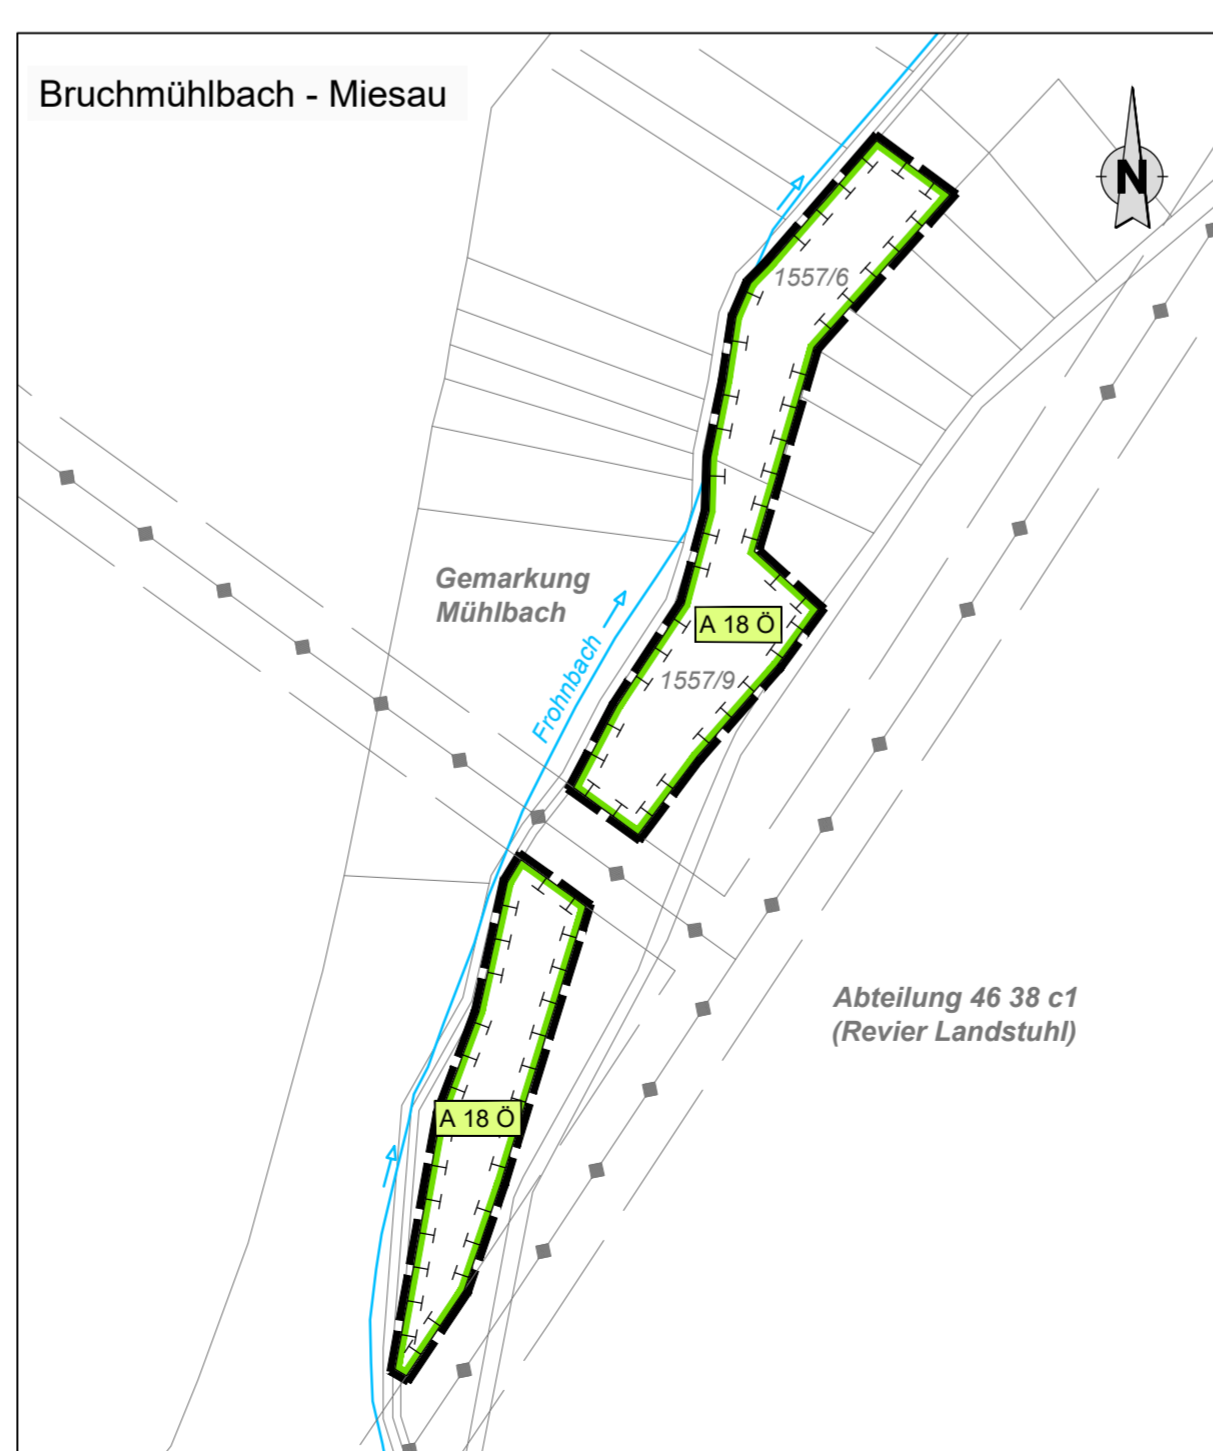 Bruchmühlbach - Miesau
N
1557/6
Gemarkung
Mühlbach
A 18 Ö
Frohnbach
1557/9
Abteilung 46 38 c1
(Revier Landstuhl)
A 18 Ö